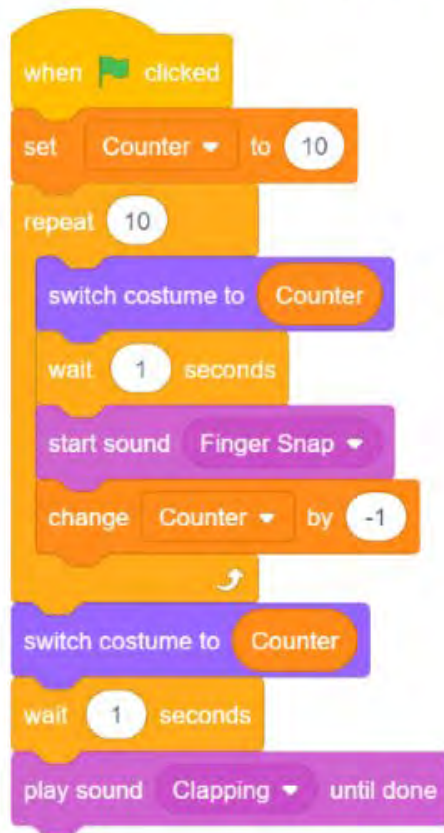 when clicked
set Counter to 10
repeat 10
switch costume to Counter
wait 1 seconds
start sound Finger Snap
change Counter by -1
switch costume to Counter
wait 1 seconds
play sound Clapping until done